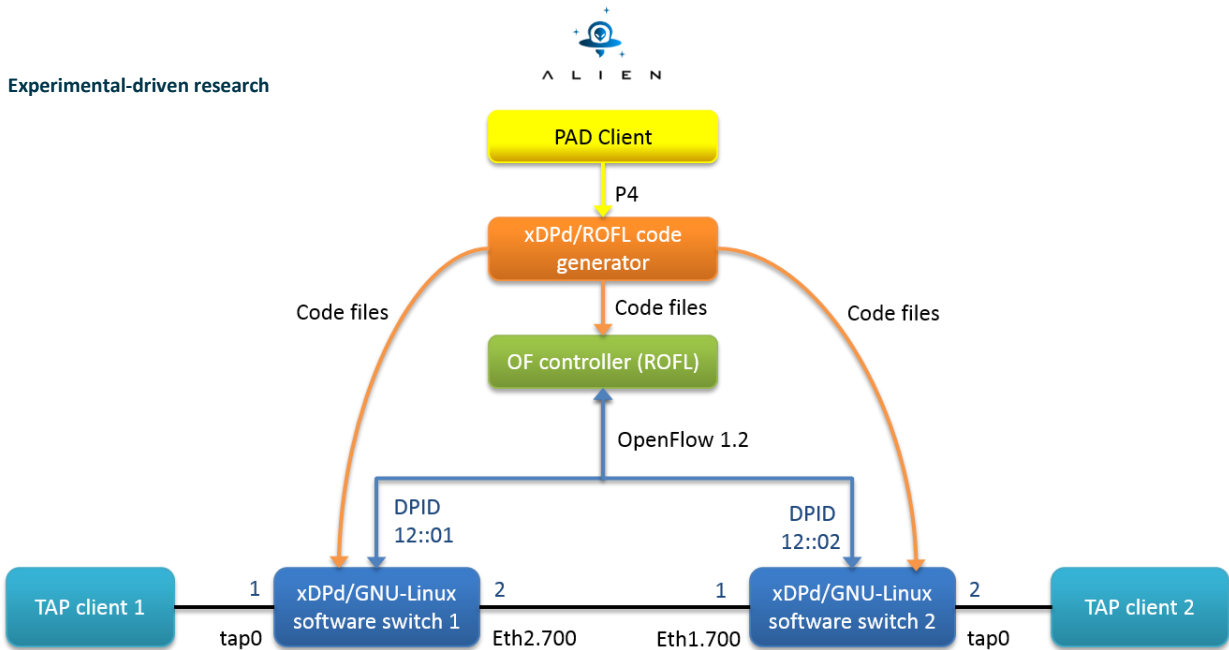 A L I E N
Experimental-driven research
PAD Client
P4
xDPd/ROFL code
generator
Code files
Code files
Code files
OF controller (ROFL)
OpenFlow 1.2
DPID
12::01
DPID
12::02
TAP client 1
1
tap0
xDPd/GNU-Linux
software switch 1
2
Eth2.700
1
Eth1.700
xDPd/GNU-Linux
software switch 2
2
tap0
TAP client 2